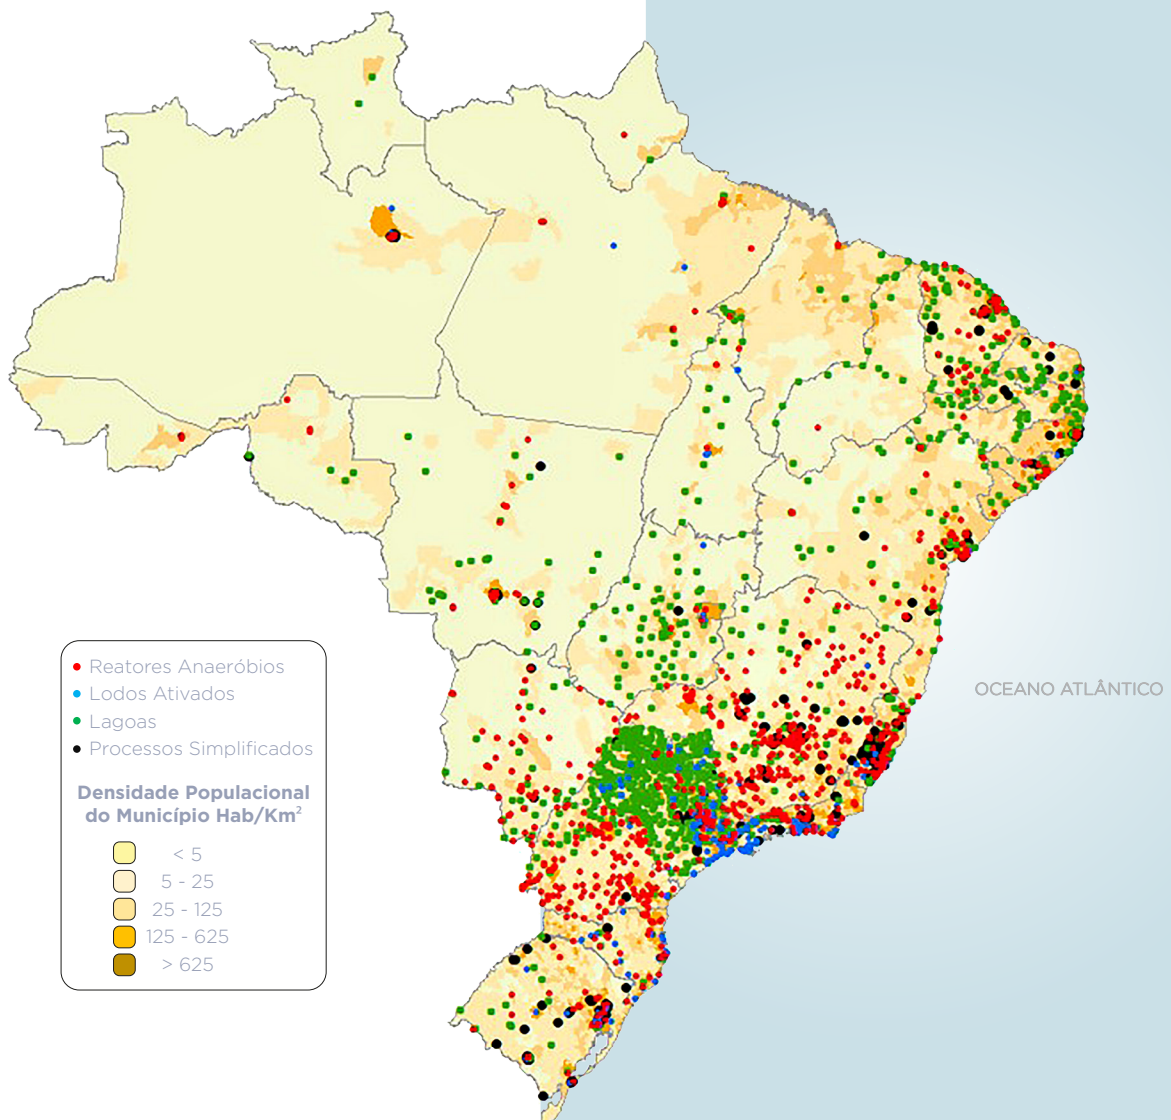 OCEANO ATLÂNTICO
Reatores Anaeróbios
Lodos Ativados
Lagoas
Processos Simplificados
Densidade Populacional
do Município Hab/Km²
< 5
5 - 25
25 - 125
125 - 625
> 625